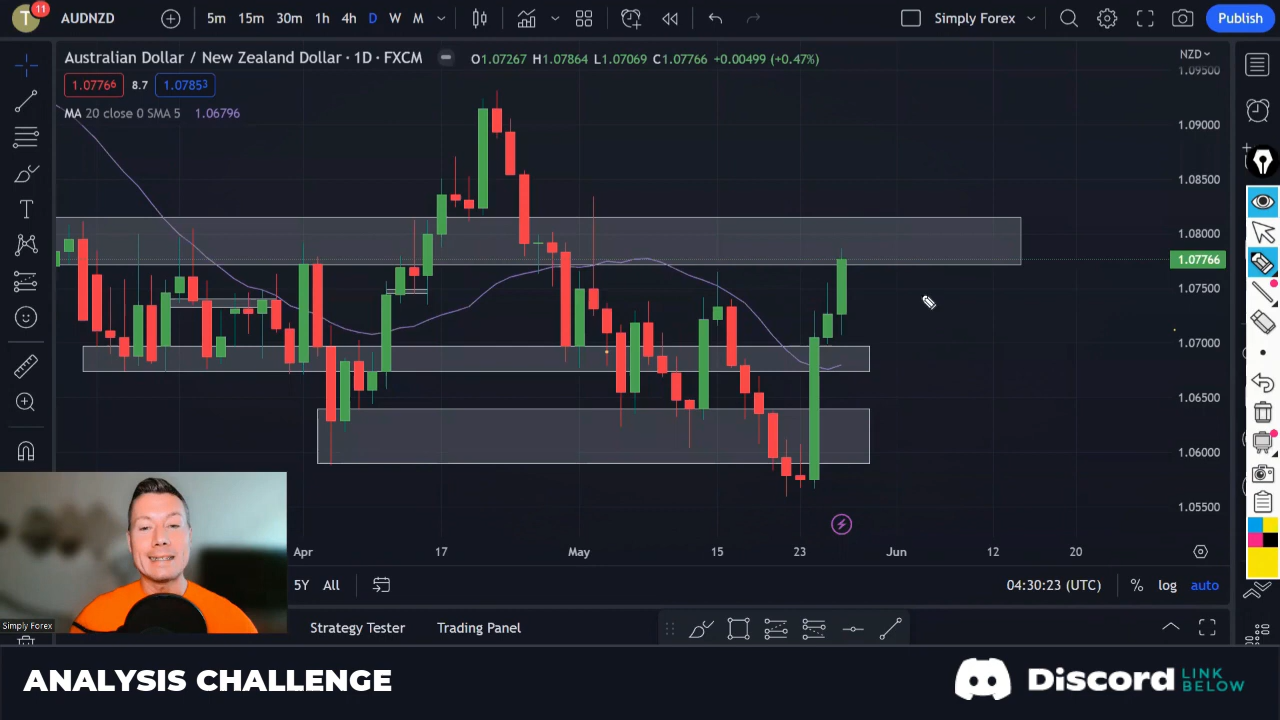 T
11
AUDNZD
5m 15m 30m 1h 4h D W M
Simply Forex
Publish
Australian Dollar / New Zealand Dollar · 1D · FXCM
O1.07267 H1.07864 L1.07069 C1.07766 +0.00499 (+0.47%)
NZD
1.07766 8.7 1.07853
MA 20 close 0 SMA 5 1.06796
1.09500
1.09000
1.08500
1.08000
1.07766
1.07500
1.07000
1.06500
1.06000
1.05500
Apr 17 May 15 23 Jun 12 20
5Y All
04:30:23 (UTC) % log auto
Simply Forex
Strategy Tester Trading Panel
ANALYSIS CHALLENGE
Discord
LINK
BELOW